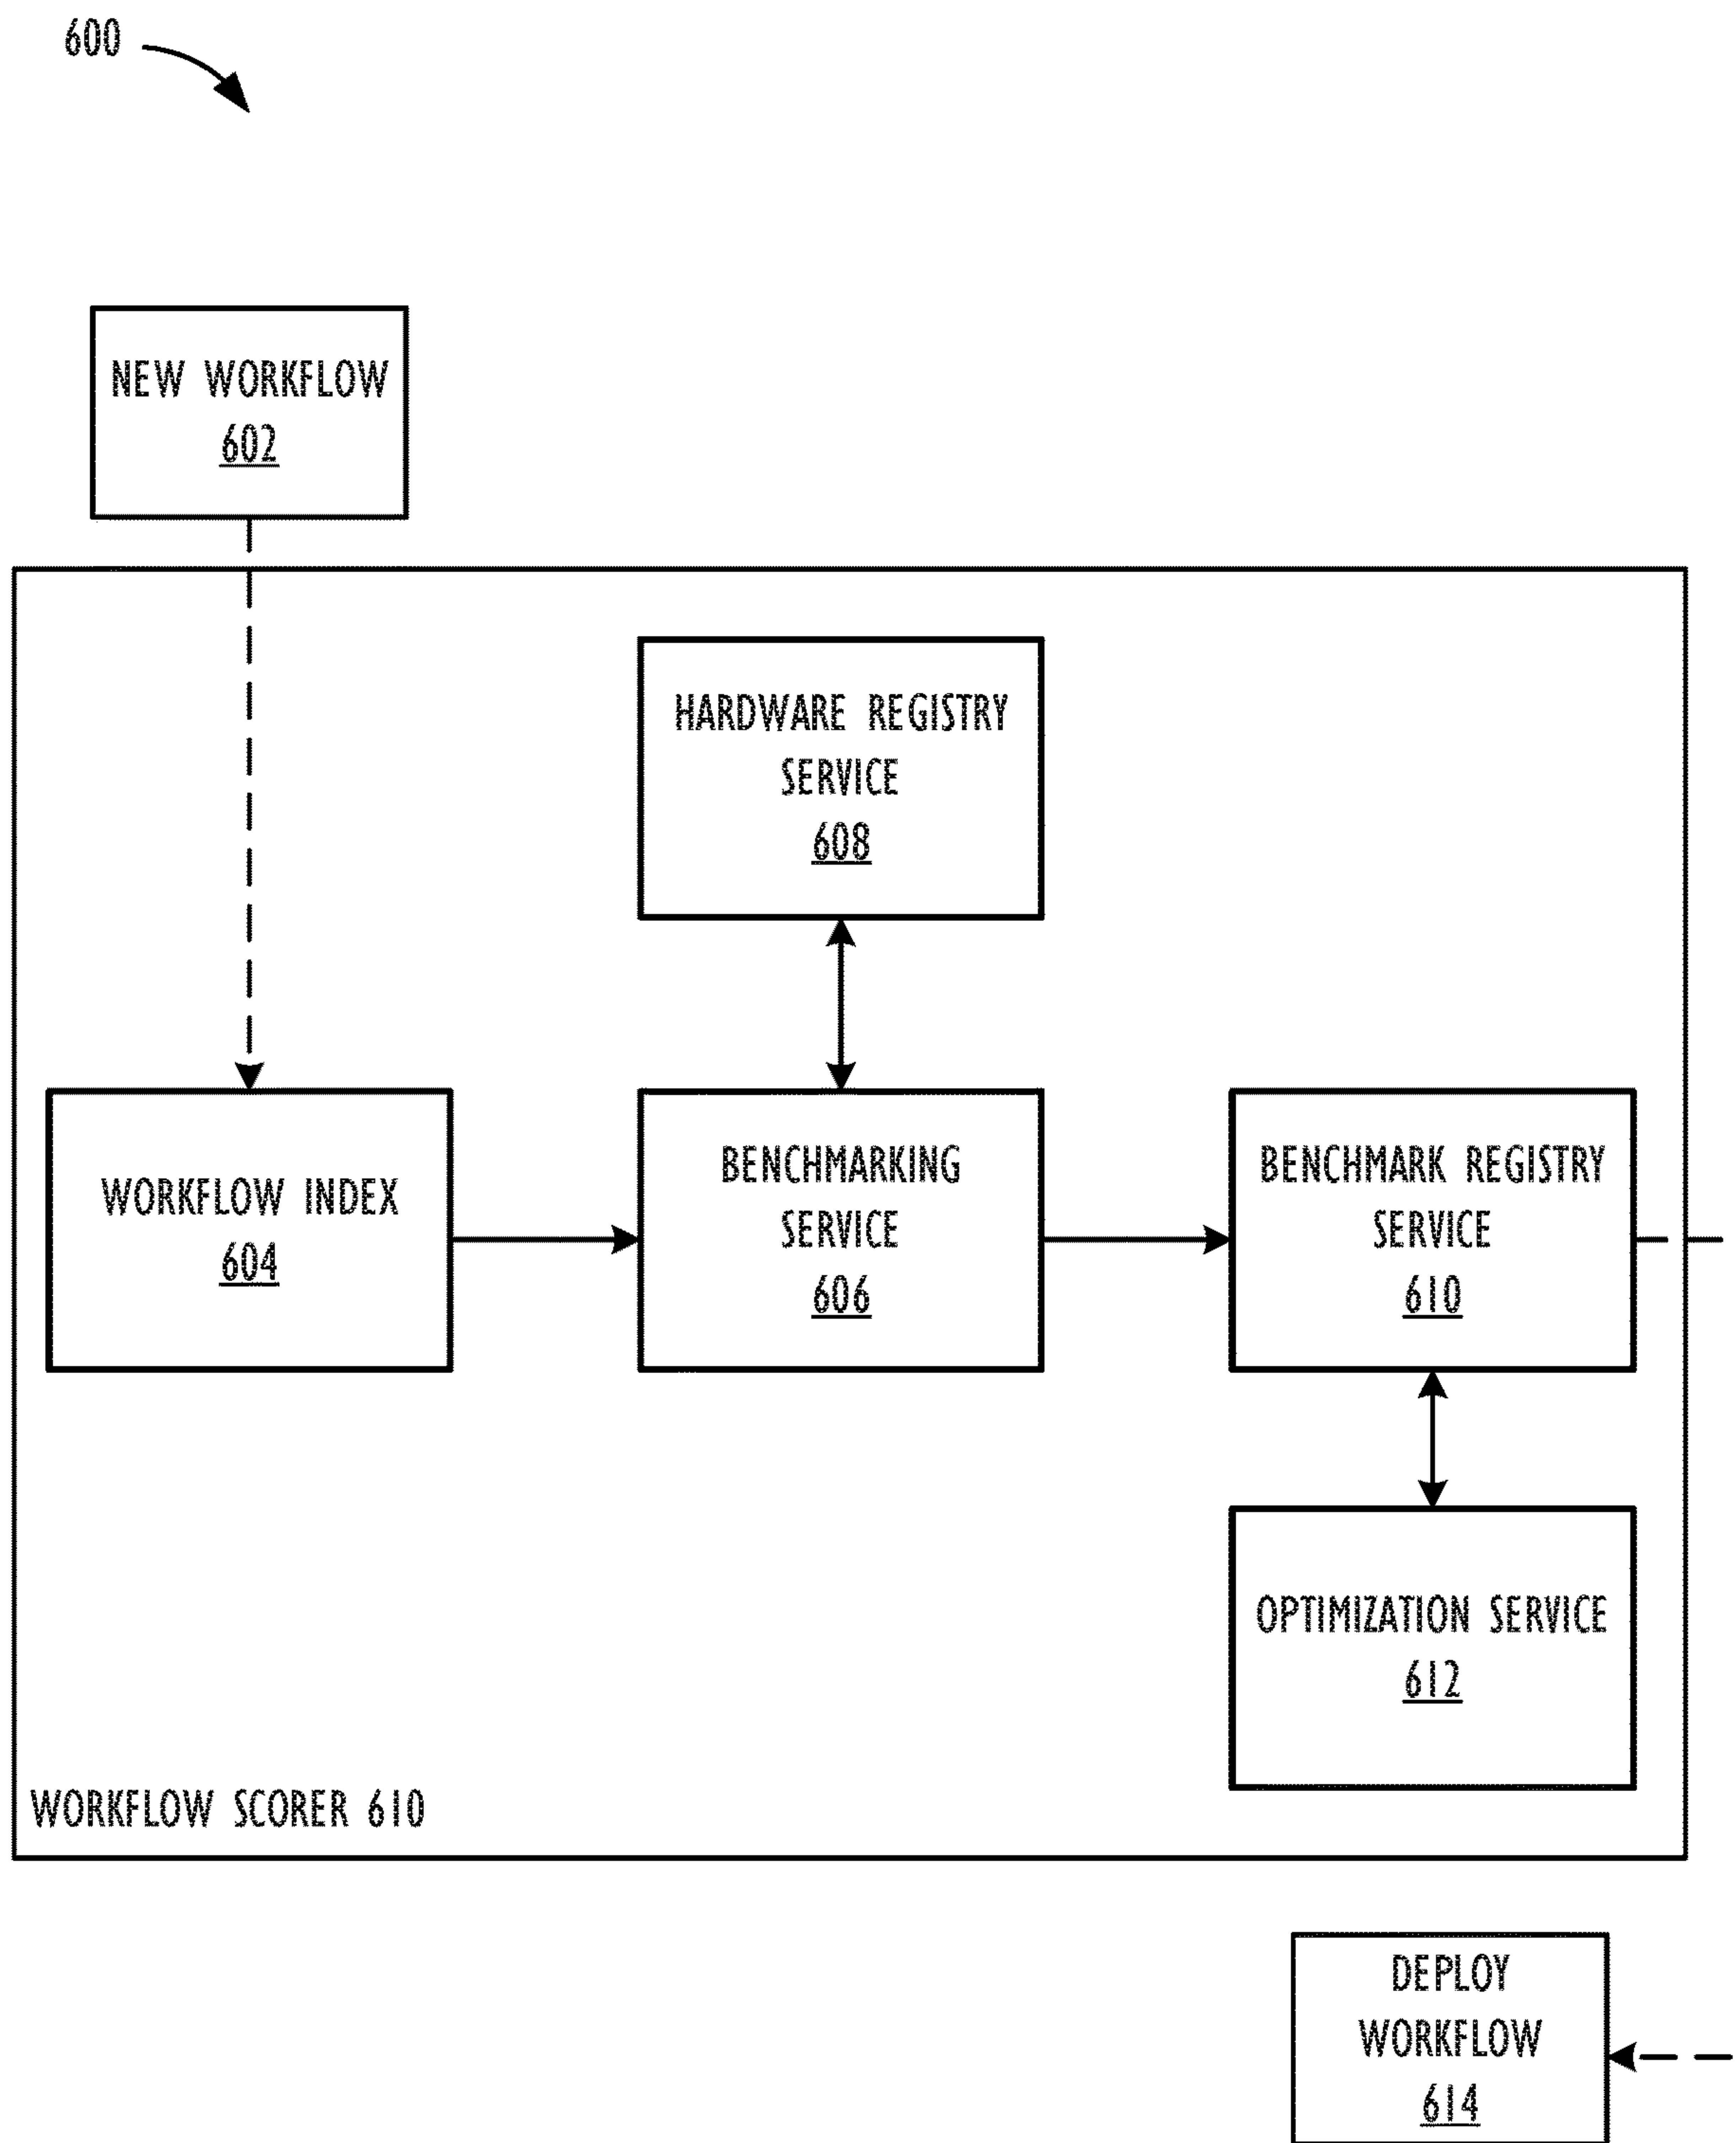 600
NEW WORKFLOW
602
HARDWARE REGISTRY
SERVICE
608
WORKFLOW INDEX
604
BENCHMARKING
SERVICE
606
BENCHMARK REGISTRY
SERVICE
610
OPTIMIZATION SERVICE
612
WORKFLOW SCORER 610
DEPLOY
WORKFLOW
614